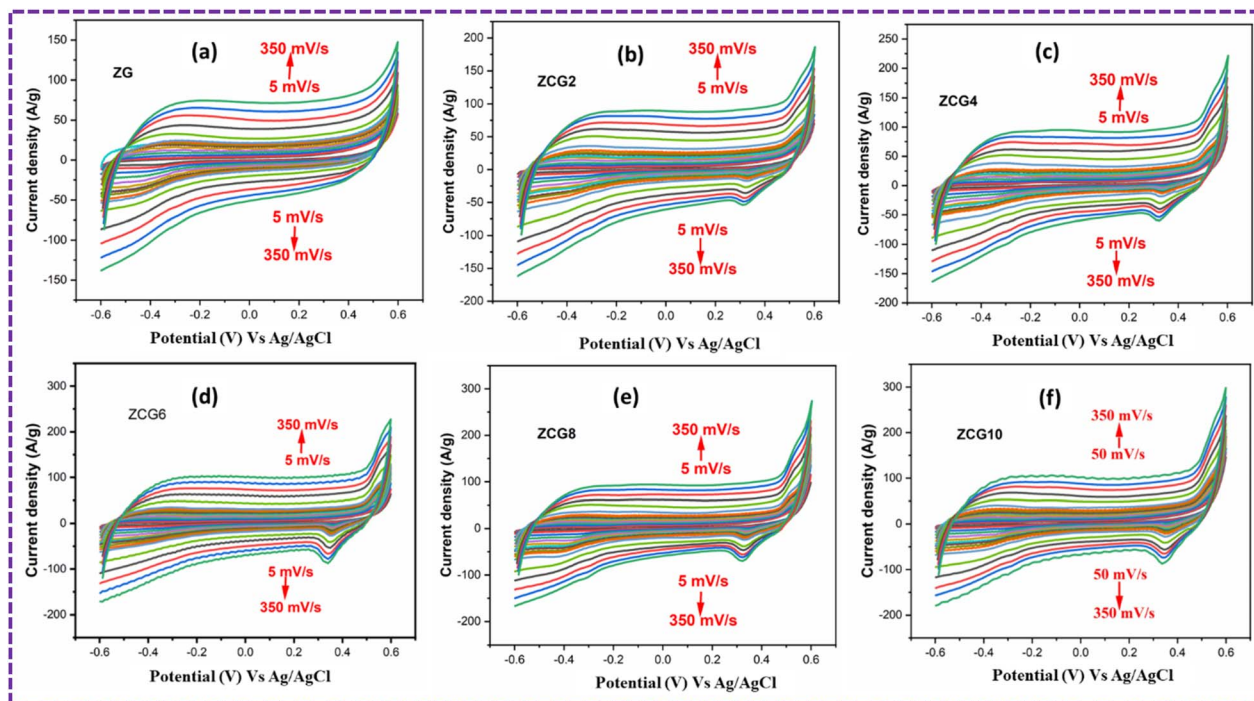 (a)
ZG
350 mV/s
5 mV/s
5 mV/s
350 mV/s
Current density (A/g)
150
100
50
0
-50
-100
-150
-0.6
-0.4
-0.2
0.0
0.2
0.4
0.6
Potential (V) Vs Ag/AgCl
(b)
ZCG2
350 mV/s
5 mV/s
5 mV/s
350 mV/s
Current density (A/g)
200
150
100
50
0
-50
-100
-150
-200
-0.6
-0.4
-0.2
0.0
0.2
0.4
0.6
Potential (V) Vs Ag/AgCl
(c)
ZCG4
350 mV/s
5 mV/s
5 mV/s
350 mV/s
Current density (A/g)
250
200
150
100
50
0
-50
-100
-150
-200
-0.6
-0.4
-0.2
0.0
0.2
0.4
0.6
Potential (V) Vs Ag/AgCl
(d)
ZCG6
350 mV/s
5 mV/s
5 mV/s
350 mV/s
Current density (A/g)
300
200
100
0
-100
-200
-0.6
-0.4
-0.2
0.0
0.2
0.4
0.6
Potential (V) Vs Ag/AgCl
(e)
ZCG8
350 mV/s
5 mV/s
5 mV/s
350 mV/s
Current density (A/g)
300
200
100
0
-100
-200
-0.6
-0.4
-0.2
0.0
0.2
0.4
0.6
Potential (V) Vs Ag/AgCl
(f)
ZCG10
350 mV/s
50 mV/s
50 mV/s
350 mV/s
Current density (A/g)
300
200
100
0
-100
-200
-0.6
-0.4
-0.2
0.0
0.2
0.4
0.6
Potential (V) Vs Ag/AgCl